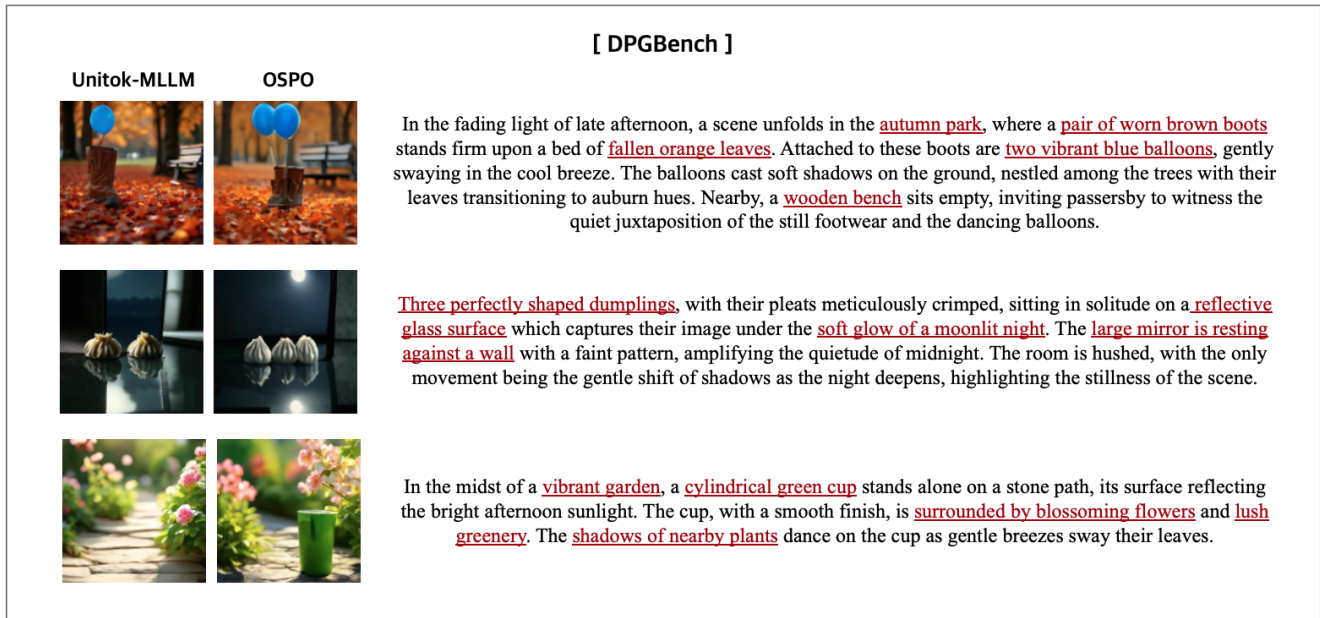 [ DPGBench ]
Unitok-MLLM OSPO
In the fading light of late afternoon, a scene unfolds in the autumn park, where a pair of worn brown boots
stands firm upon a bed of fallen orange leaves. Attached to these boots are two vibrant blue balloons, gently
swaying in the cool breeze. The balloons cast soft shadows on the ground, nestled among the trees with their
leaves transitioning to auburn hues. Nearby, a wooden bench sits empty, inviting passersby to witness the
quiet juxtaposition of the still footwear and the dancing balloons.
Three perfectly shaped dumplings, with their pleats meticulously crimped, sitting in solitude on a reflective
glass surface which captures their image under the soft glow of a moonlit night. The large mirror is resting
against a wall with a faint pattern, amplifying the quietude of midnight. The room is hushed, with the only
movement being the gentle shift of shadows as the night deepens, highlighting the stillness of the scene.
In the midst of a vibrant garden, a cylindrical green cup stands alone on a stone path, its surface reflecting
the bright afternoon sunlight. The cup, with a smooth finish, is surrounded by blossoming flowers and lush
greenery. The shadows of nearby plants dance on the cup as gentle breezes sway their leaves.